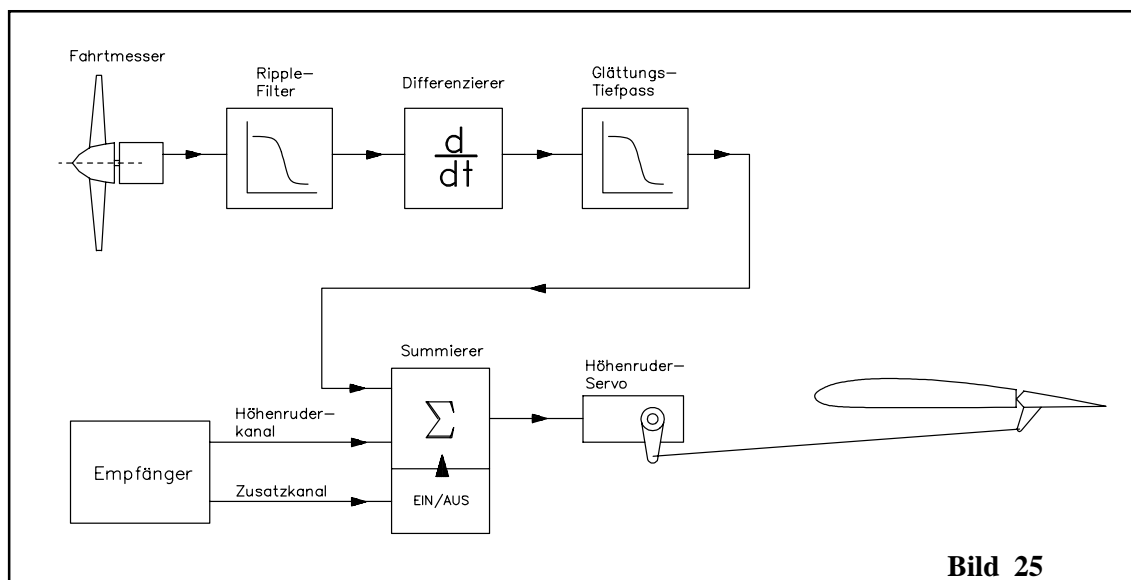 Fahrtmesser
Ripple-
Filter
Differenzierer
Glättungs-
Tiefpass
d
dt
Summierer
Σ
EIN/AUS
Höhenruder-
Servo
Höhenruder-
kanal
Empfänger
Zusatzkanal
Bild 25